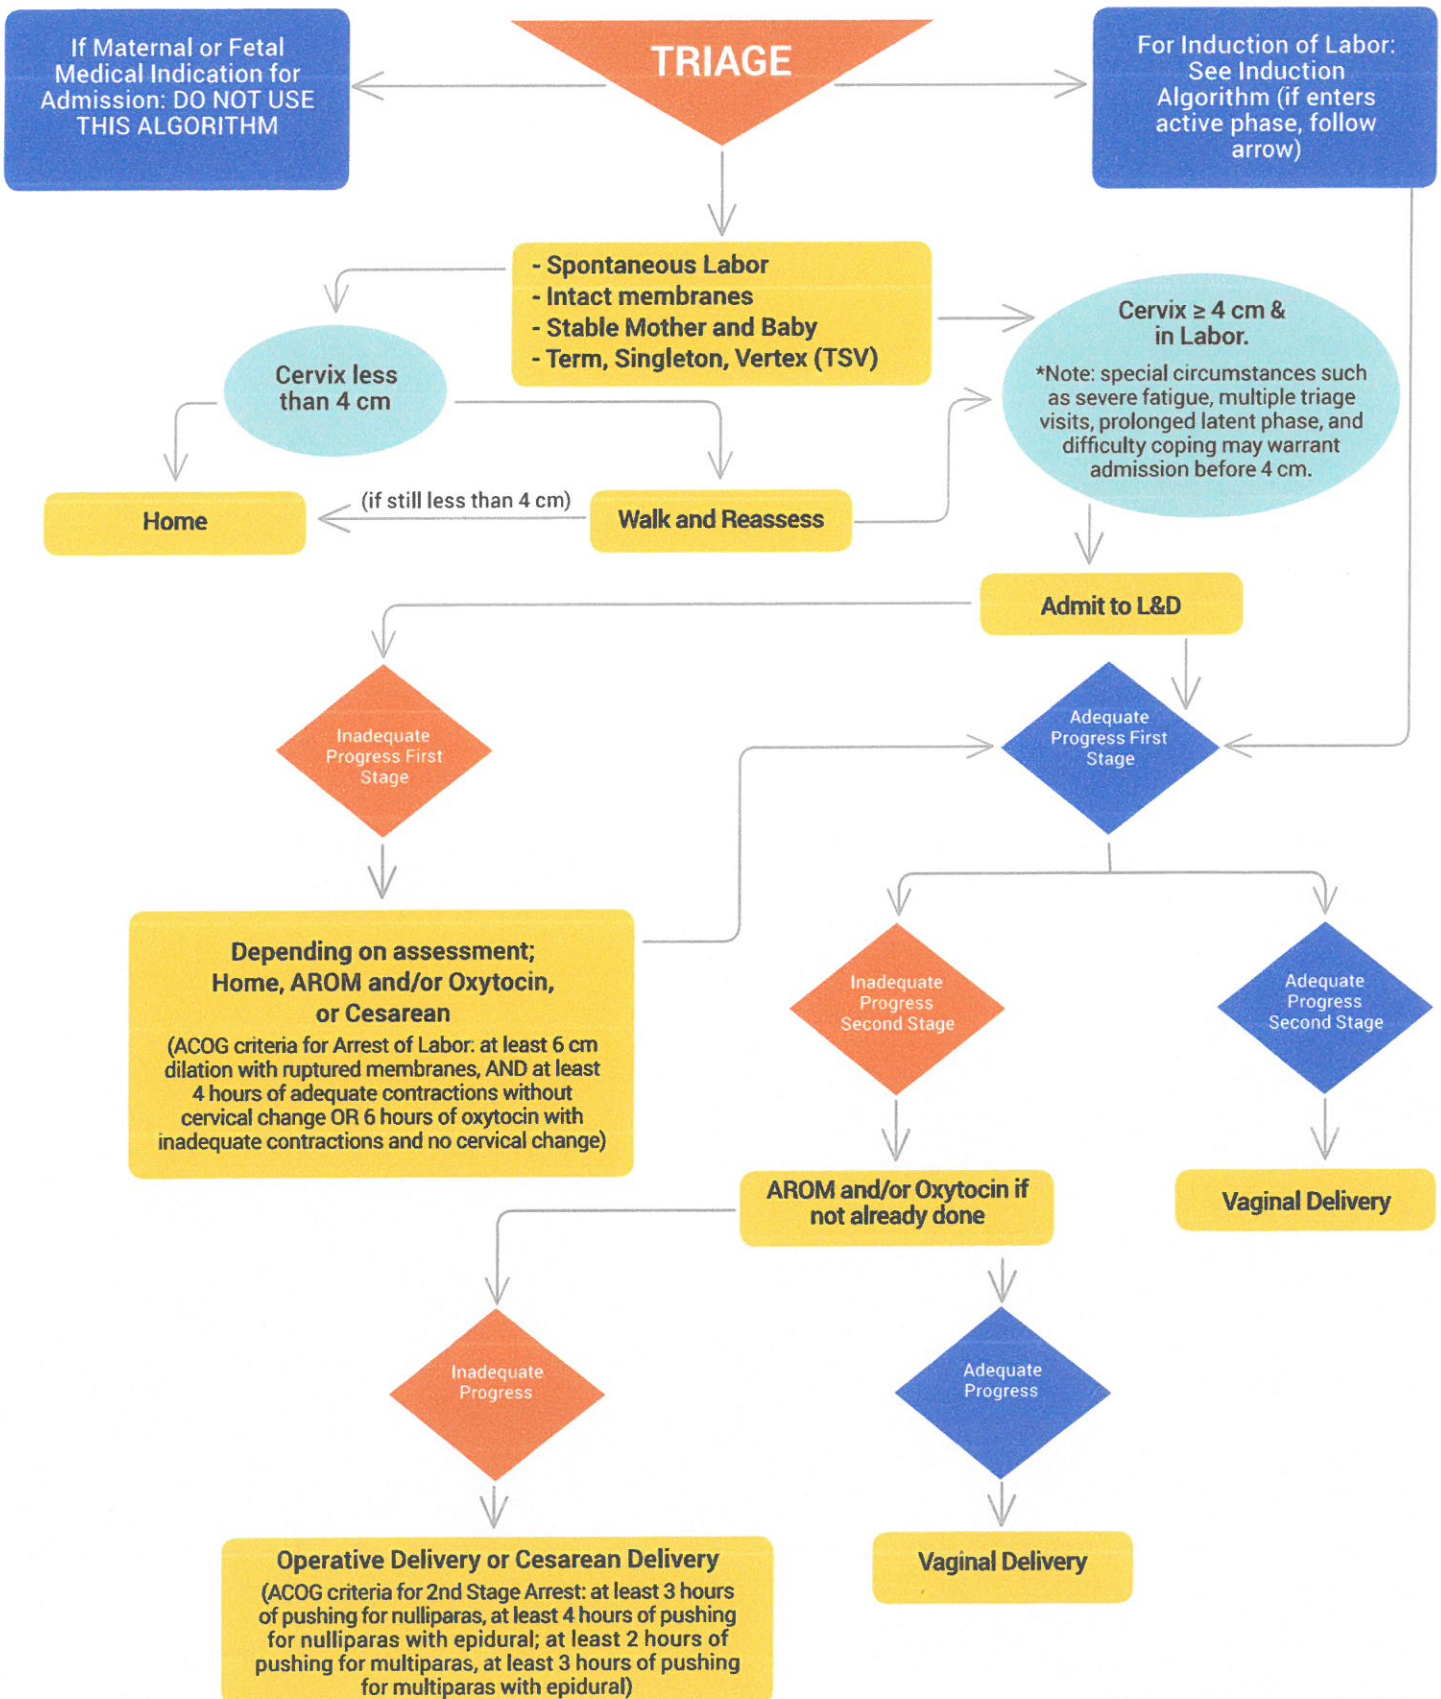 If Maternal or Fetal
Medical Indication for
Admission: DO NOT USE
THIS ALGORITHM
TRIAGE
For Induction of Labor:
See Induction
Algorithm (if enters
active phase, follow
arrow)
- Spontaneous Labor
- Intact membranes
- Stable Mother and Baby
- Term, Singleton, Vertex (TSV)
Cervix less
than 4 cm
Cervix ≥ 4 cm &
in Labor.
*Note: special circumstances such
as severe fatigue, multiple triage
visits, prolonged latent phase, and
difficulty coping may warrant
admission before 4 cm.
Home
(if still less than 4 cm)
Walk and Reassess
Admit to L&D
Inadequate
Progress First
Stage
Adequate
Progress First
Stage
Depending on assessment;
Home, AROM and/or Oxytocin,
or Cesarean
(ACOG criteria for Arrest of Labor: at least 6 cm
dilation with ruptured membranes, AND at least
4 hours of adequate contractions without
cervical change OR 6 hours of oxytocin with
inadequate contractions and no cervical change)
Inadequate
Progress
Second Stage
Adequate
Progress
Second Stage
AROM and/or Oxytocin if
not already done
Vaginal Delivery
Inadequate
Progress
Adequate
Progress
Operative Delivery or Cesarean Delivery
(ACOG criteria for 2nd Stage Arrest: at least 3 hours
of pushing for nulliparas, at least 4 hours of pushing
for nulliparas with epidural; at least 2 hours of
pushing for multiparas, at least 3 hours of pushing
for multiparas with epidural)
Vaginal Delivery